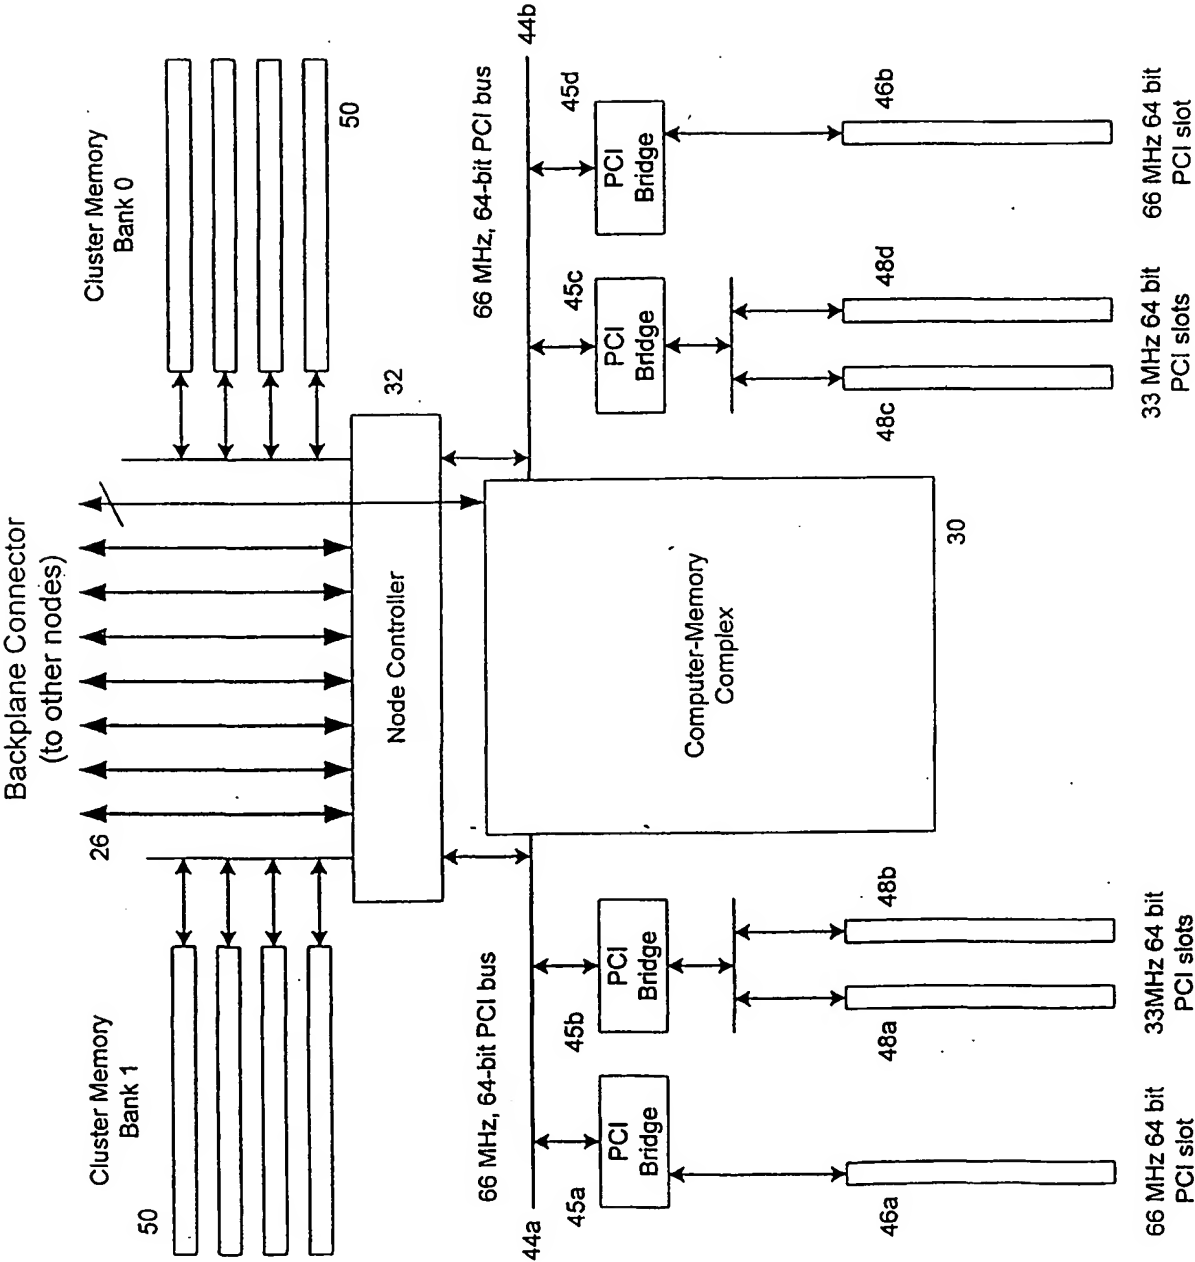 Backplane Connector
(to other nodes)
26
Cluster Memory
Bank 1
50
Cluster Memory
Bank 0
50
Node Controller
32
66 MHz, 64-bit PCI bus
44a
66 MHz, 64-bit PCI bus
44b
Computer-Memory
Complex
30
45a
PCI
Bridge
45b
PCI
Bridge
45c
PCI
Bridge
45d
PCI
Bridge
46a
48a
48b
48c
48d
46b
66 MHz 64 bit
PCI slot
33MHz 64 bit
PCI slots
33 MHz 64 bit
PCI slots
66 MHz 64 bit
PCI slot